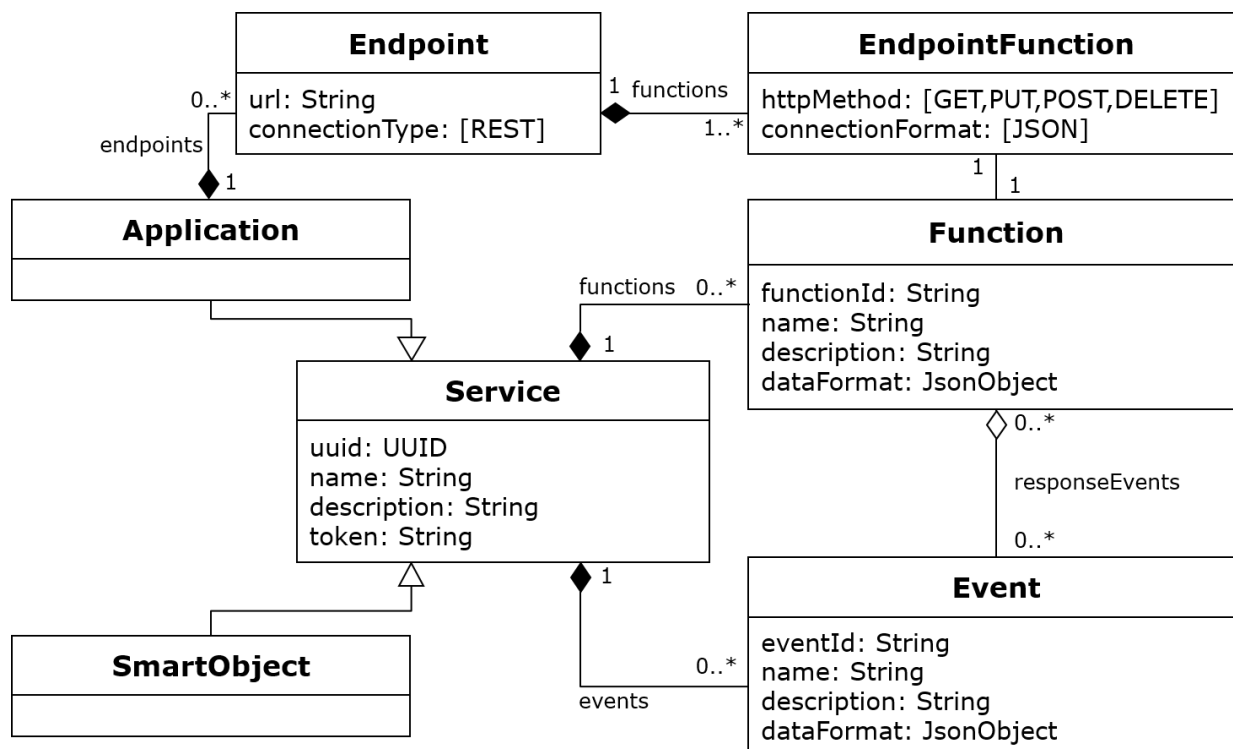 Endpoint
url: String
connectionType: [REST]
EndpointFunction
httpMethod: [GET,PUT,POST,DELETE]
connectionFormat: [JSON]
1
functions
1..*
0..*
endpoints
1
Application
1
1
Function
functionId: String
name: String
description: String
dataFormat: JsonObject
functions
0..*
1
Service
uuid: UUID
name: String
description: String
token: String
0..*
responseEvents
0..*
1
0..*
events
Event
eventId: String
name: String
description: String
dataFormat: JsonObject
SmartObject